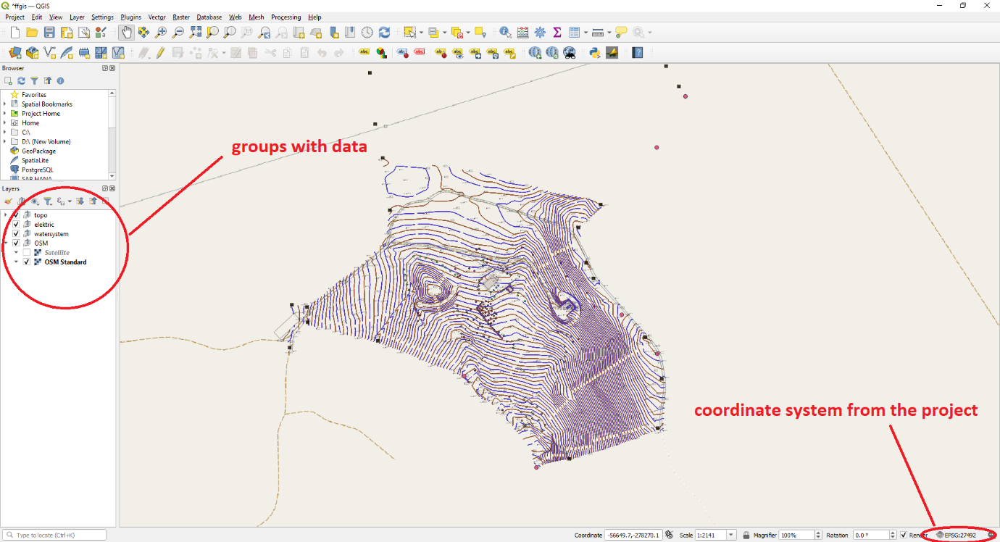 *ffgis — QGIS
Project Edit View Layer Settings Plugins Vector Raster Database Web Mesh Processing Help
Browser
Favorites
Spatial Bookmarks
Project Home
Home
C:\
D:\ (New Volume)
GeoPackage
SpatiaLite
PostgreSQL
SAP HANA
groups with data
Layers
topo
elektric
watersystem
OSM
Satellite
OSM Standard
coordinate system from the project
Type to locate (Ctrl+K)
Coordinate -56649.7,-278270.1 Scale 1:2141 Magnifier 100% Rotation 0.0 ° Render EPSG:27492